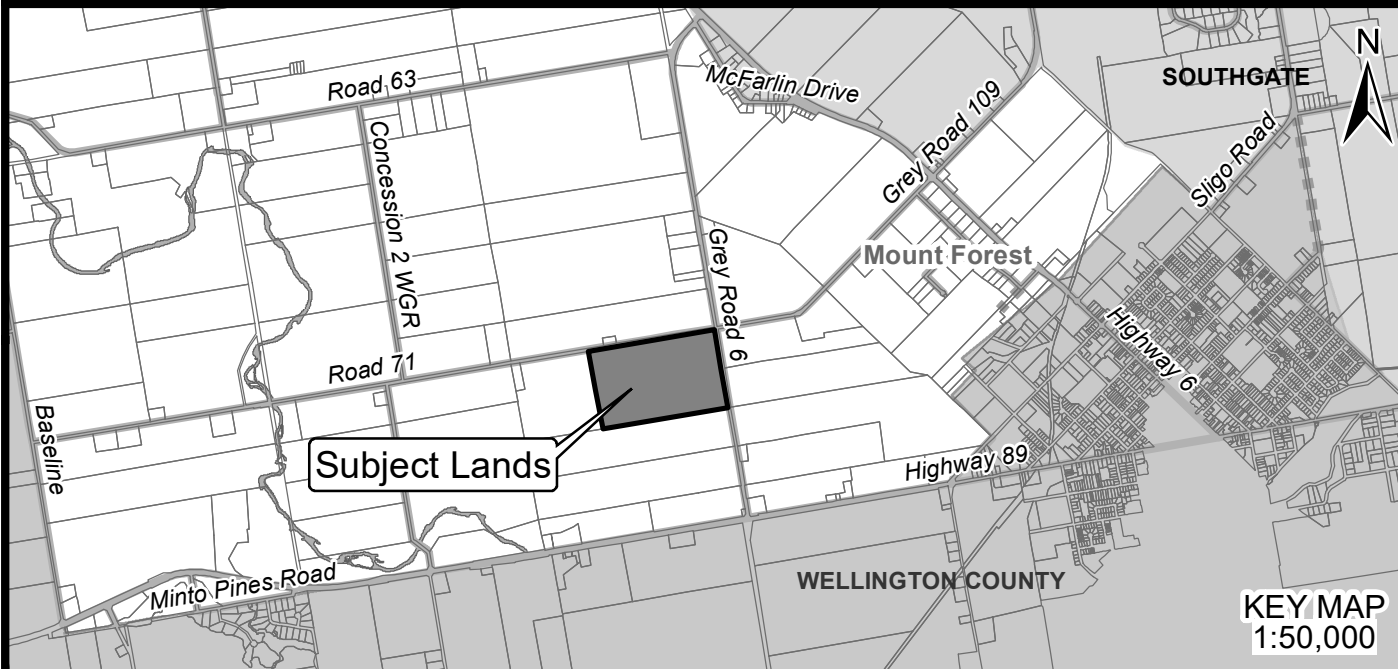 N
SOUTHGATE
Road 63
McFarlin Drive
Grey Road 109
Sligo Road
Concession 2 WGR
Grey Road 6
Mount Forest
Highway 6
Road 71
Baseline
Subject Lands
Highway 89
Minto Pines Road
WELLINGTON COUNTY
KEY MAP
1:50,000